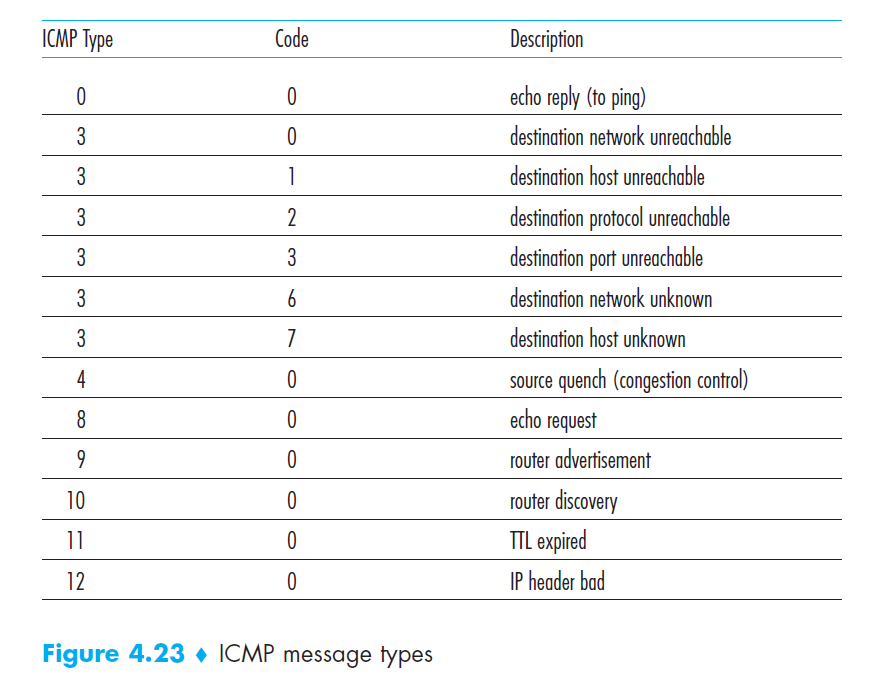 ICMP Type Code Description
0 0 echo reply (to ping)
3 0 destination network unreachable
3 1 destination host unreachable
3 2 destination protocol unreachable
3 3 destination port unreachable
3 6 destination network unknown
3 7 destination host unknown
4 0 source quench (congestion control)
8 0 echo request
9 0 router advertisement
10 0 router discovery
11 0 TTL expired
12 0 IP header bad
Figure 4.23 ♦ ICMP message types